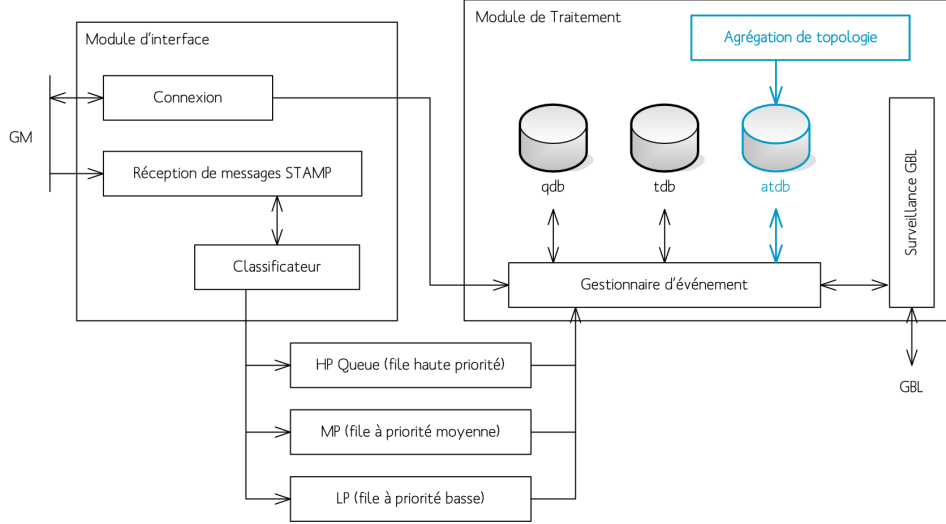 Module de Traitement
Module d'interface
Agrégation de topologie
Connexion
GM
Réception de messages STAMP
qdb
tdb
atdb
Surveillance GBL
Classificateur
Gestionnaire d'événement
HP Queue (file haute priorité)
GBL
MP (file à priorité moyenne)
LP (file à priorité basse)